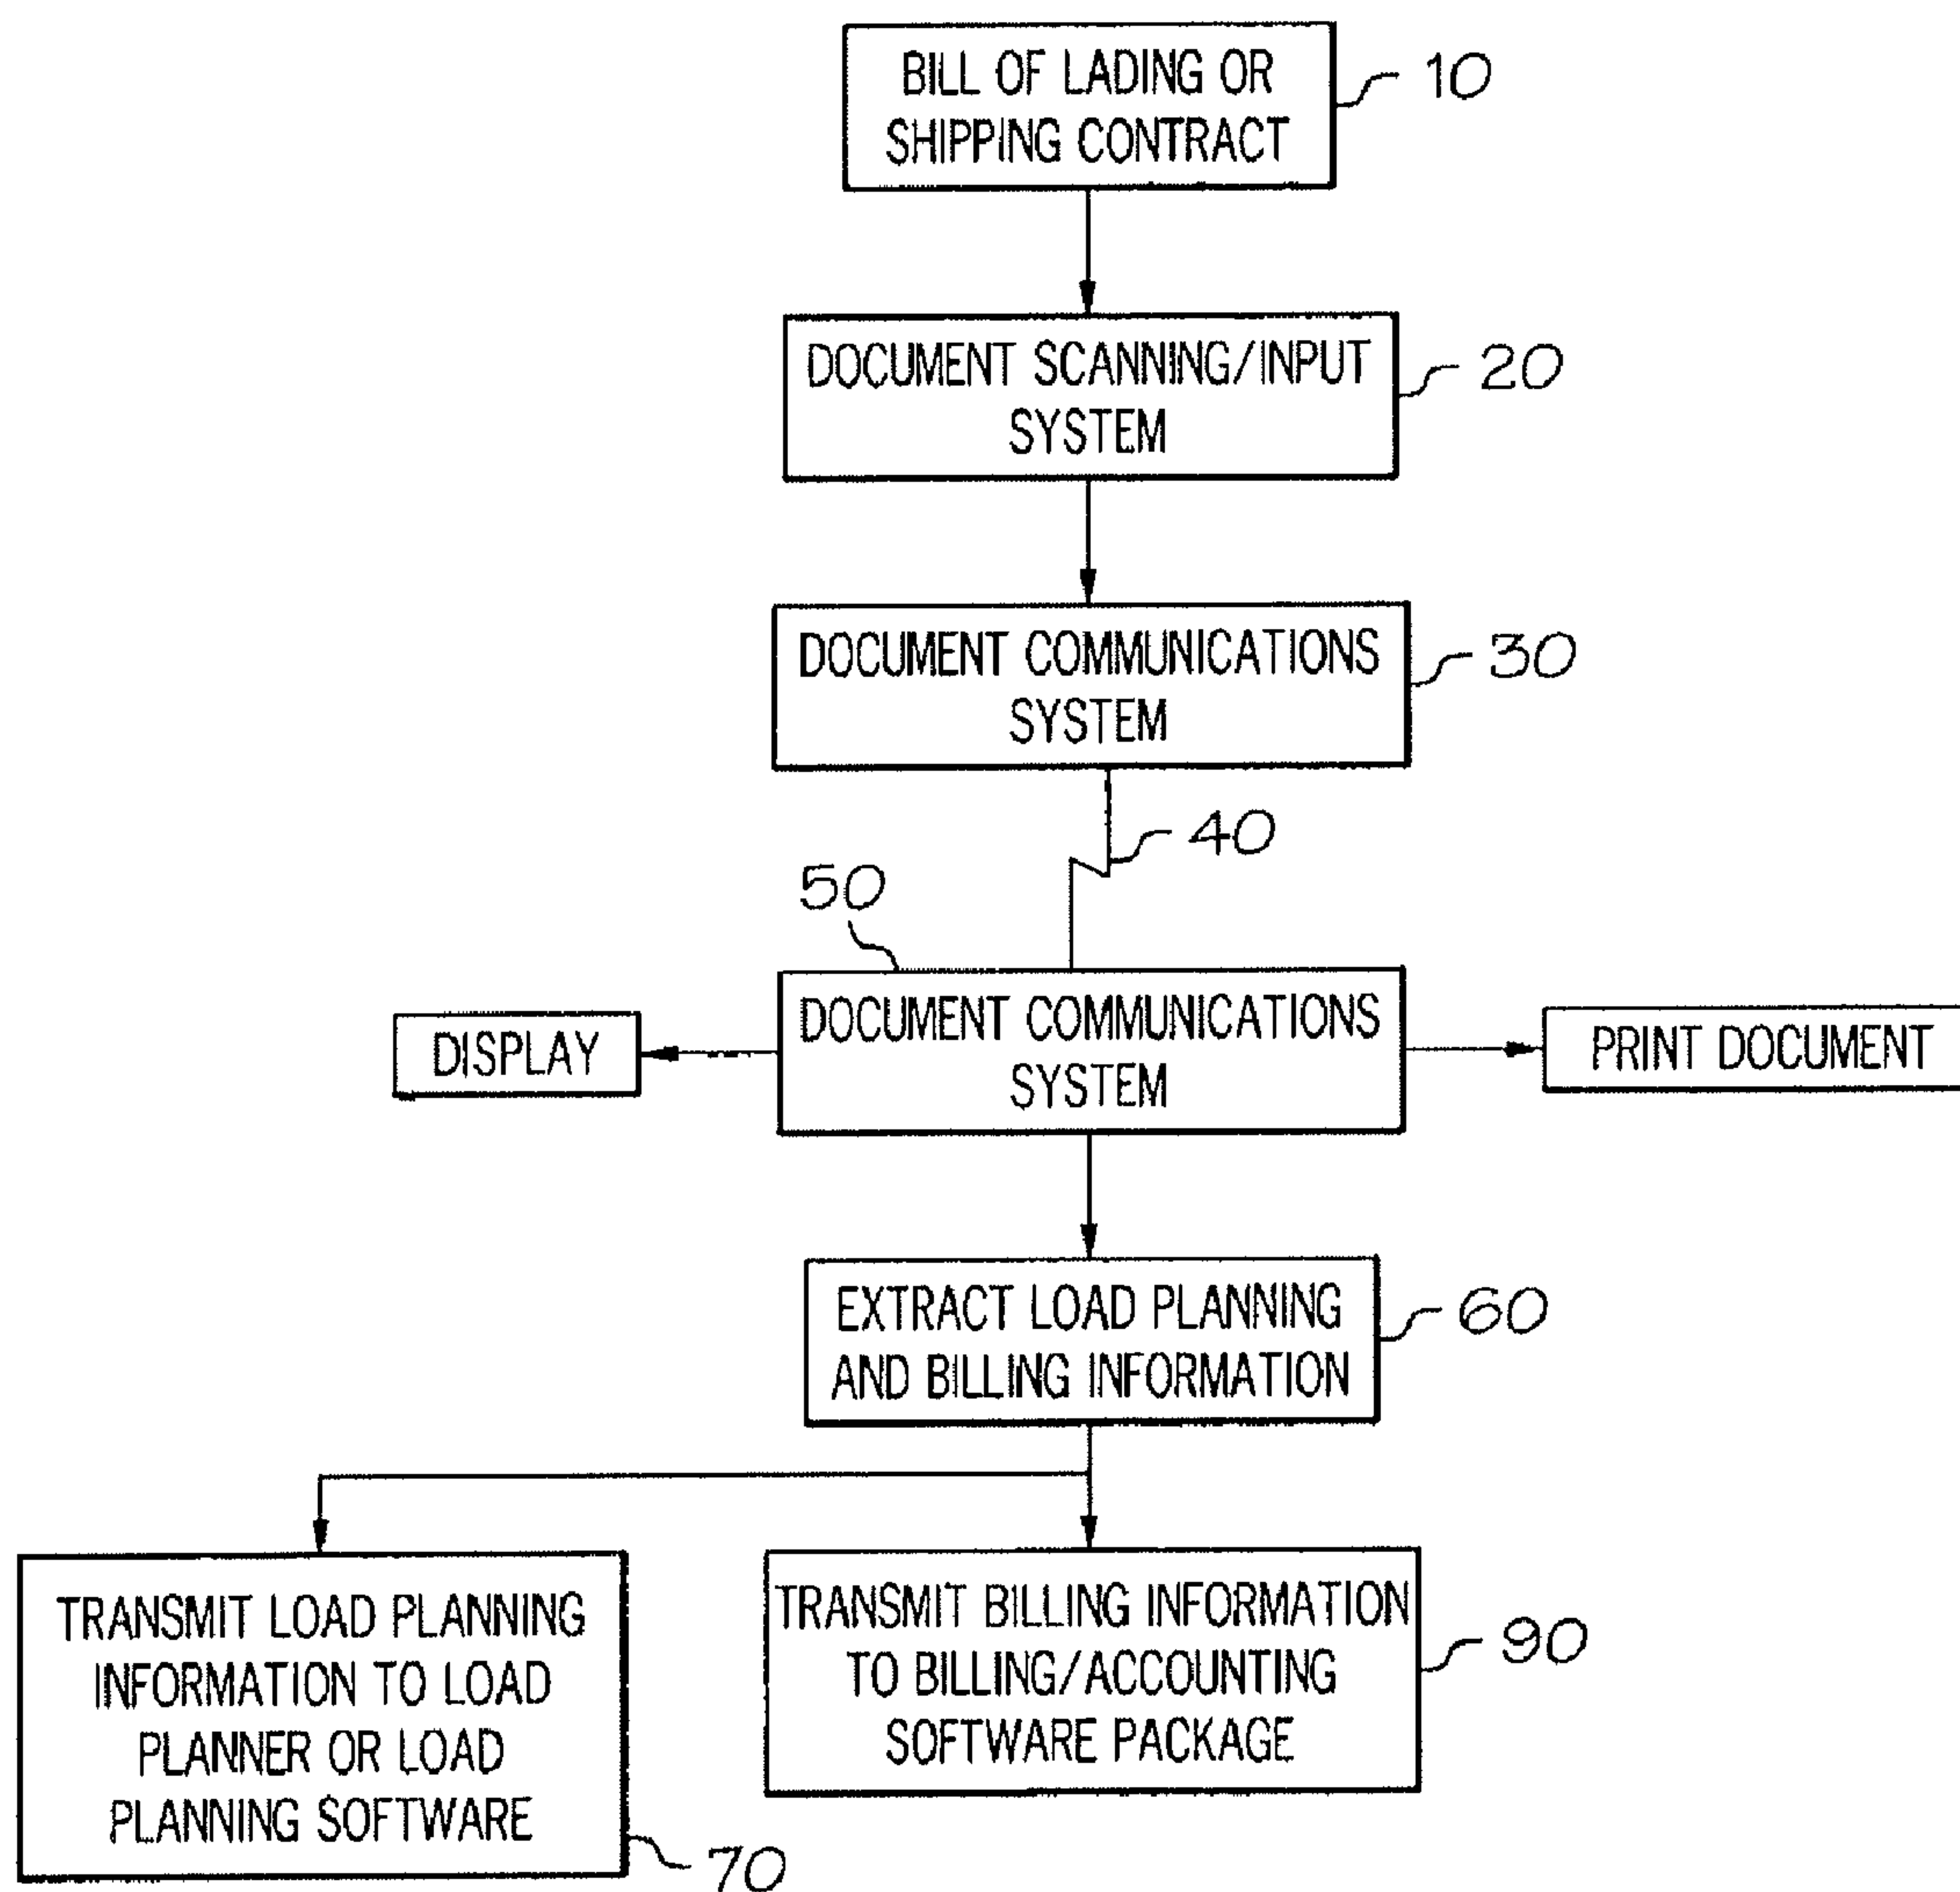 BILL OF LADING OR
SHIPPING CONTRACT
10
DOCUMENT SCANNING/INPUT
SYSTEM
20
DOCUMENT COMMUNICATIONS
SYSTEM
30
40
50
DOCUMENT COMMUNICATIONS
SYSTEM
DISPLAY
PRINT DOCUMENT
EXTRACT LOAD PLANNING
AND BILLING INFORMATION
60
TRANSMIT LOAD PLANNING
INFORMATION TO LOAD
PLANNER OR LOAD
PLANNING SOFTWARE
70
TRANSMIT BILLING INFORMATION
TO BILLING/ACCOUNTING
SOFTWARE PACKAGE
90